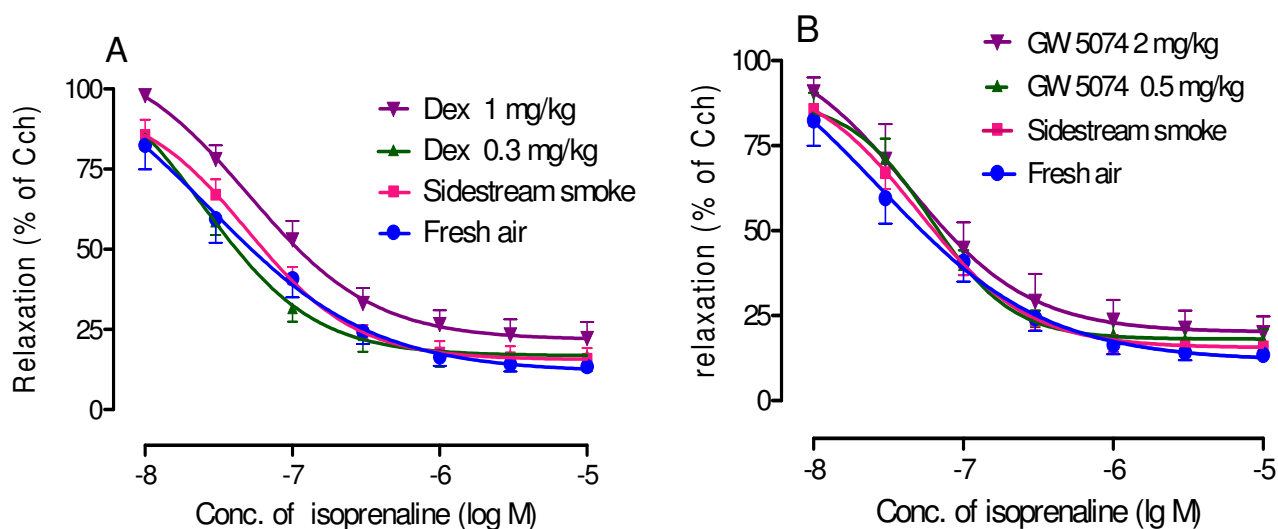 A
Relaxation (% of Cch)
100
75
50
25
0
Dex 1 mg/kg
Dex 0.3 mg/kg
Sidestream smoke
Fresh air
-8
-7
-6
-5
Conc. of isoprenaline (log M)
B
relaxation (% of Cch)
100
75
50
25
0
GW 5074 2 mg/kg
GW 5074 0.5 mg/kg
Sidestream smoke
Fresh air
-8
-7
-6
-5
Conc. of isoprenaline (lg M)